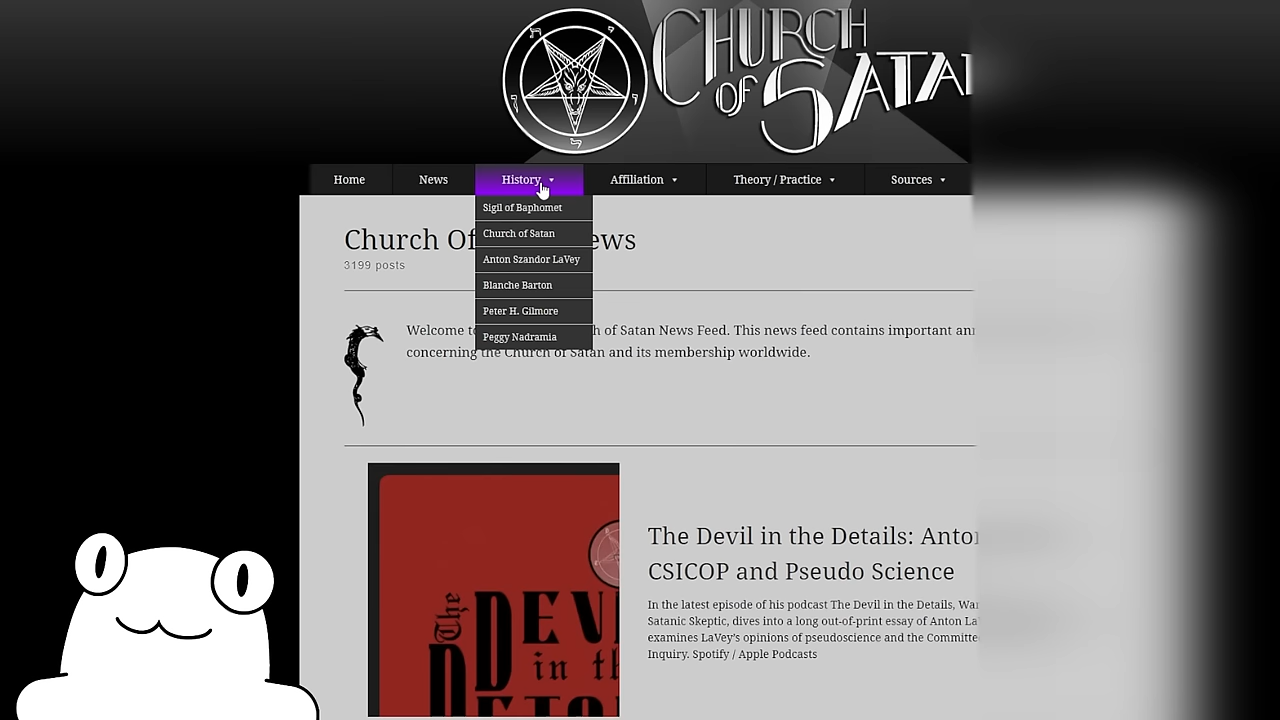 CHURCH
OF SATAN
Home News History Affiliation Theory / Practice Sources
Sigil of Baphomet
Church of Satan
Anton Szandor LaVey
Blanche Barton
Peter H. Gilmore
Peggy Nadramia
Church Of ews
3199 posts
Welcome to h of Satan News Feed. This news feed contains important
concerning the Church of Satan and its membership worldwide.
The Devil in the Details: Anton
CSICOP and Pseudo Science
In the latest episode of his podcast The Devil in the Details,
Satanic Skeptic, dives into a long out-of-print essay of Anton
examines LaVey's opinions of pseudoscience and the
Inquiry. Spotify / Apple Podcasts
The
DEV
in th
DETA